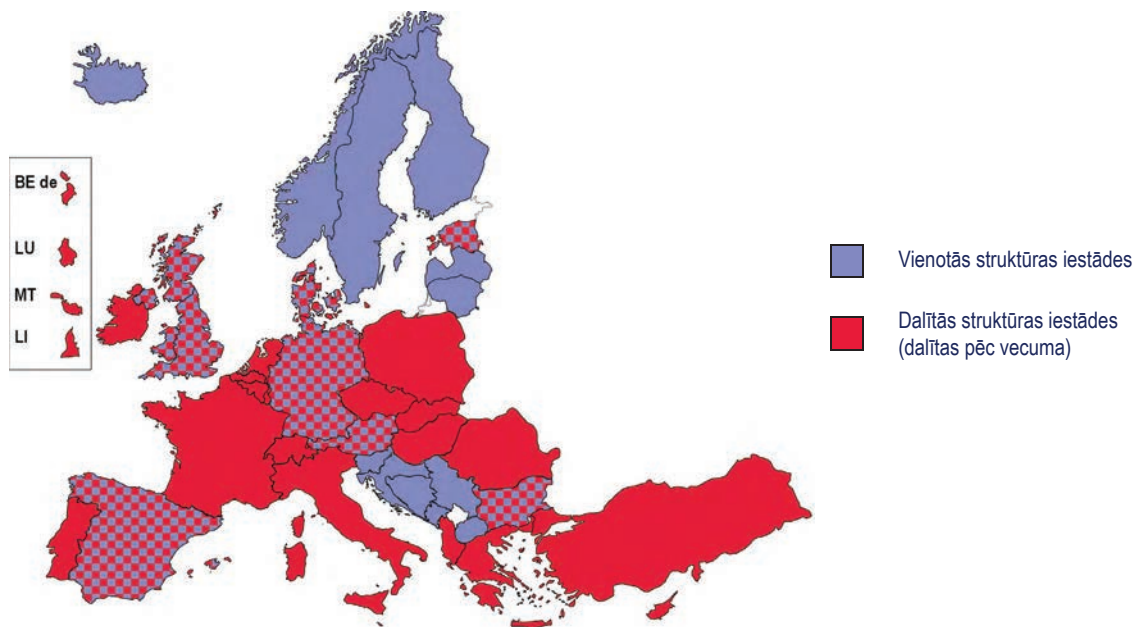 BE de
LU
MT
LI
Vienotās struktūras iestādes
Dalītās struktūras iestādes
(dalītas pēc vecuma)